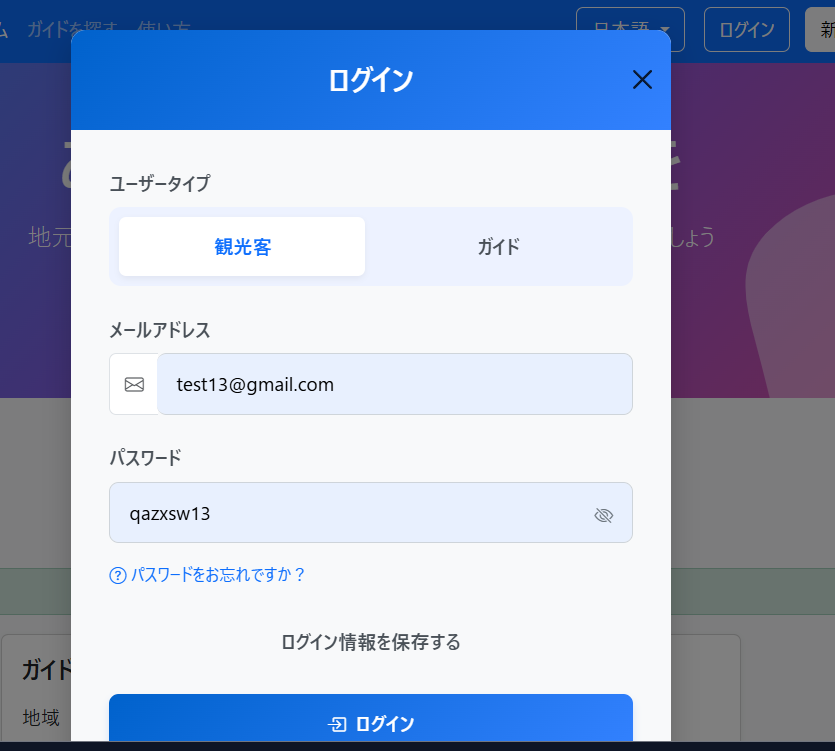 ガイドを探す 使い方
日本語 ログイン 新
ログイン
ユーザータイプ
観光客 ガイド
地元 しょう
メールアドレス
test13@gmail.com
パスワード
qazxsw13
パスワードをお忘れですか？
ログイン情報を保存する
ガイド
地域
ログイン